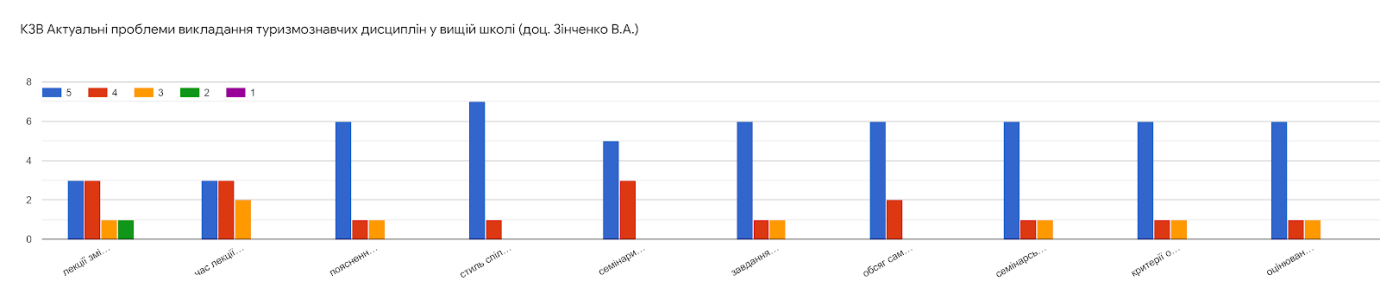 КЗВ Актуальні проблеми викладання туризмознавчих дисциплін у вищій школі (доц. Зінченко В.А.)
8
5 4 3 2 1
6
4
2
0
лекції змі...
час лекції...
пояснен...
стиль спіл...
семінари...
завдання...
обсяг сам...
семінарсь...
критерії о...
оцінюван...